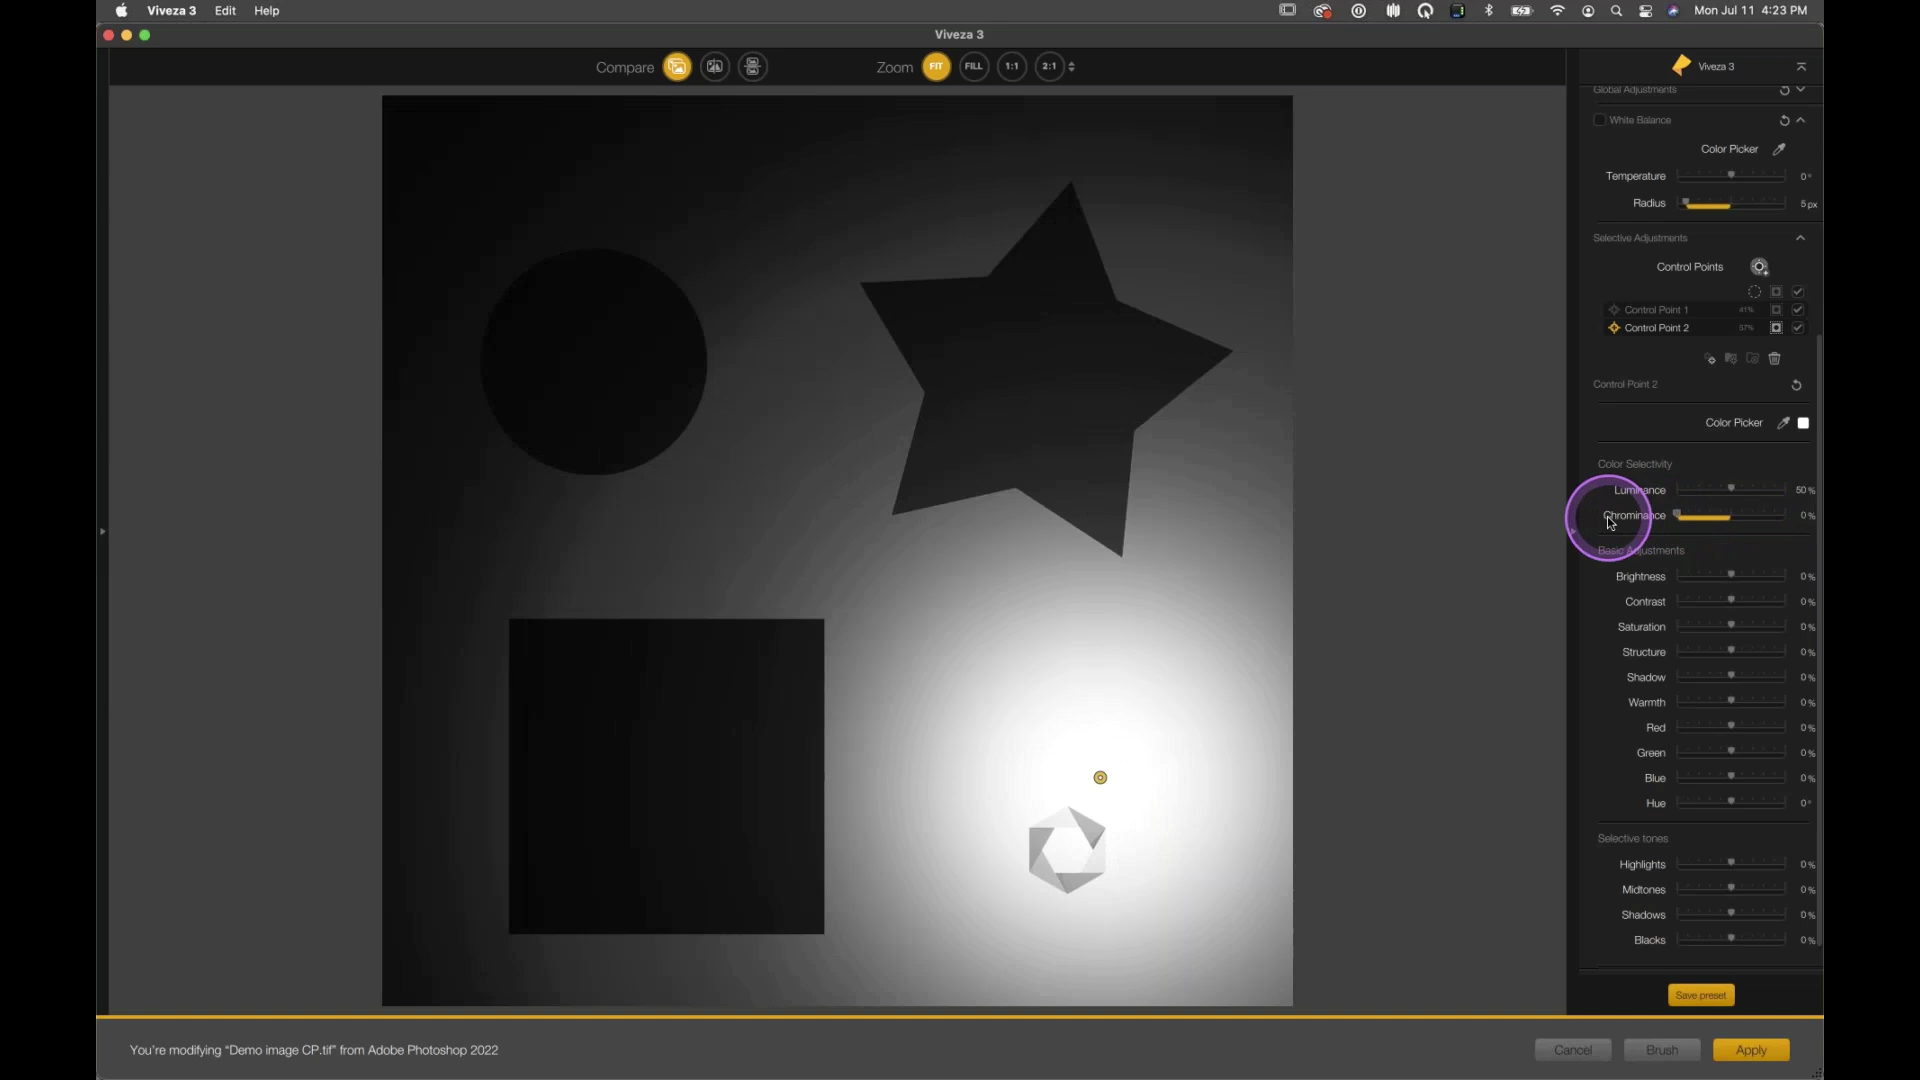 Viveza 3 Edit Help Mon Jul 11 4:23 PM
Viveza 3
Compare Zoom FIT FILL 1:1 2:1
Viveza 3
Global Adjustments
White Balance
Color Picker
Temperature 0°
Radius 5 px
Selective Adjustments
Control Points
Control Point 1 41%
Control Point 2 57%
Control Point 2
Color Picker
Color Selectivity
Luminance 50 %
Chrominance 0 %
Basic Adjustments
Brightness 0 %
Contrast 0 %
Saturation 0 %
Structure 0 %
Shadow 0 %
Warmth 0 %
Red 0 %
Green 0 %
Blue 0 %
Hue 0°
Selective tones
Highlights 0 %
Midtones 0 %
Shadows 0 %
Blacks 0 %
Save preset
You're modifying “Demo image CP.tif” from Adobe Photoshop 2022
Cancel Brush Apply